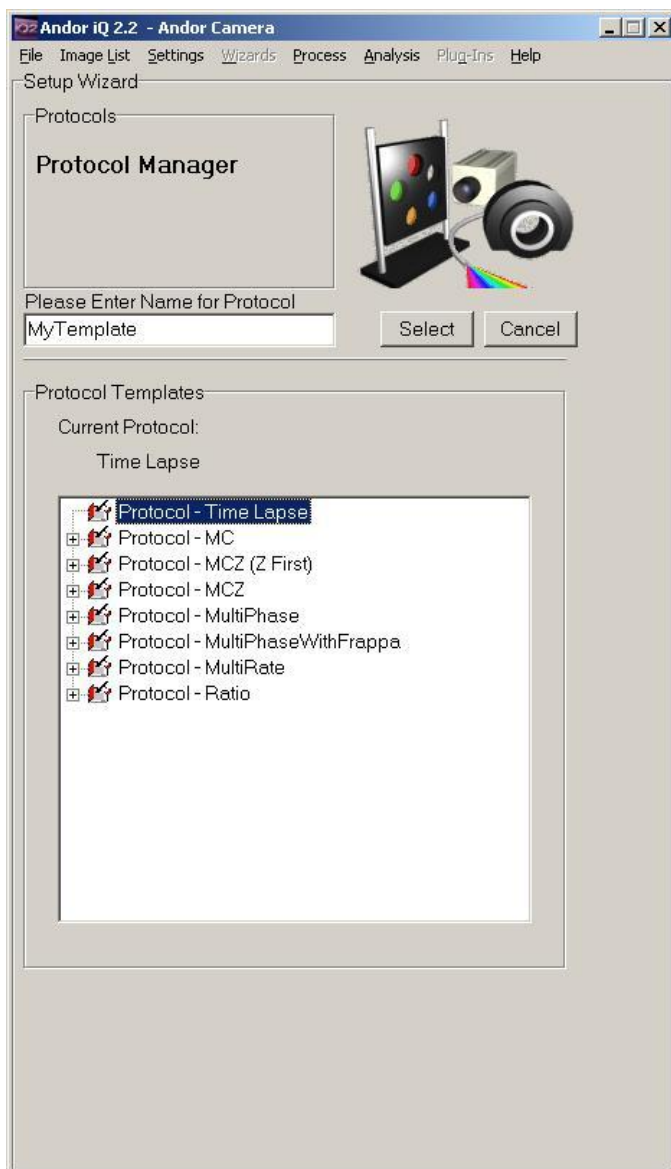 iQ2 Andor iQ 2.2 - Andor Camera
File Image List Settings Wizards Process Analysis Plug-Ins Help
Setup Wizard
Protocols
Protocol Manager
Please Enter Name for Protocol
MyTemplate
Select Cancel
Protocol Templates
Current Protocol:
Time Lapse
Protocol - Time Lapse
Protocol - MC
Protocol - MCZ (Z First)
Protocol - MCZ
Protocol - MultiPhase
Protocol - MultiPhaseWithFrappa
Protocol - MultiRate
Protocol - Ratio